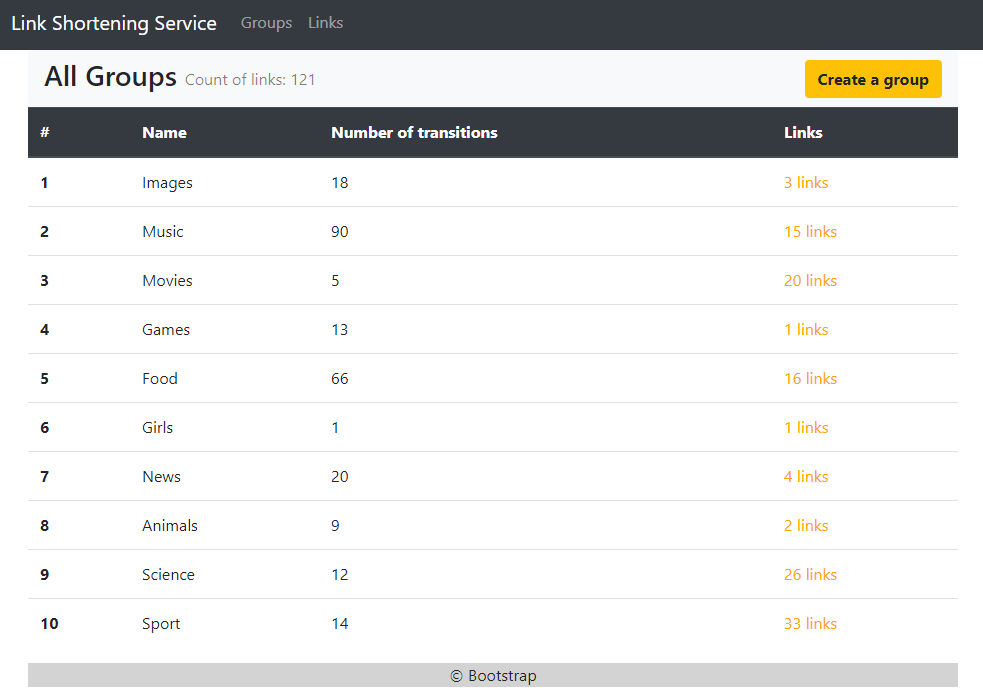 Link Shortening Service Groups Links
All Groups Count of links: 121 Create a group
# Name Number of transitions Links
1 Images 18 3 links
2 Music 90 15 links
3 Movies 5 20 links
4 Games 13 1 links
5 Food 66 16 links
6 Girls 1 1 links
7 News 20 4 links
8 Animals 9 2 links
9 Science 12 26 links
10 Sport 14 33 links
© Bootstrap